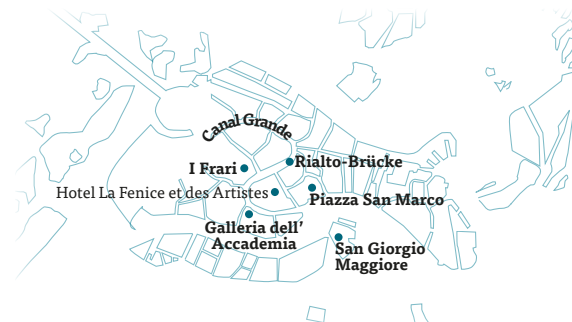 Canal Grande
Rialto-Brücke
I Frari
Hotel La Fenice et des Artistes
Piazza San Marco
Galleria dell’
Accademia
San Giorgio
Maggiore